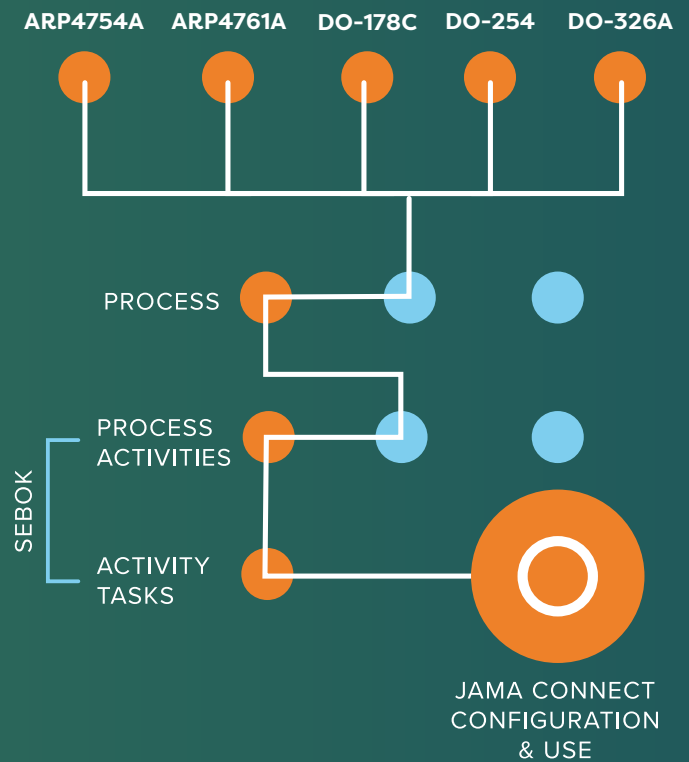 ARP4754A ARP4761A DO-178C DO-254 DO-326A
PROCESS
PROCESS
ACTIVITIES
SEBOK
ACTIVITY
TASKS
JAMA CONNECT
CONFIGURATION
& USE